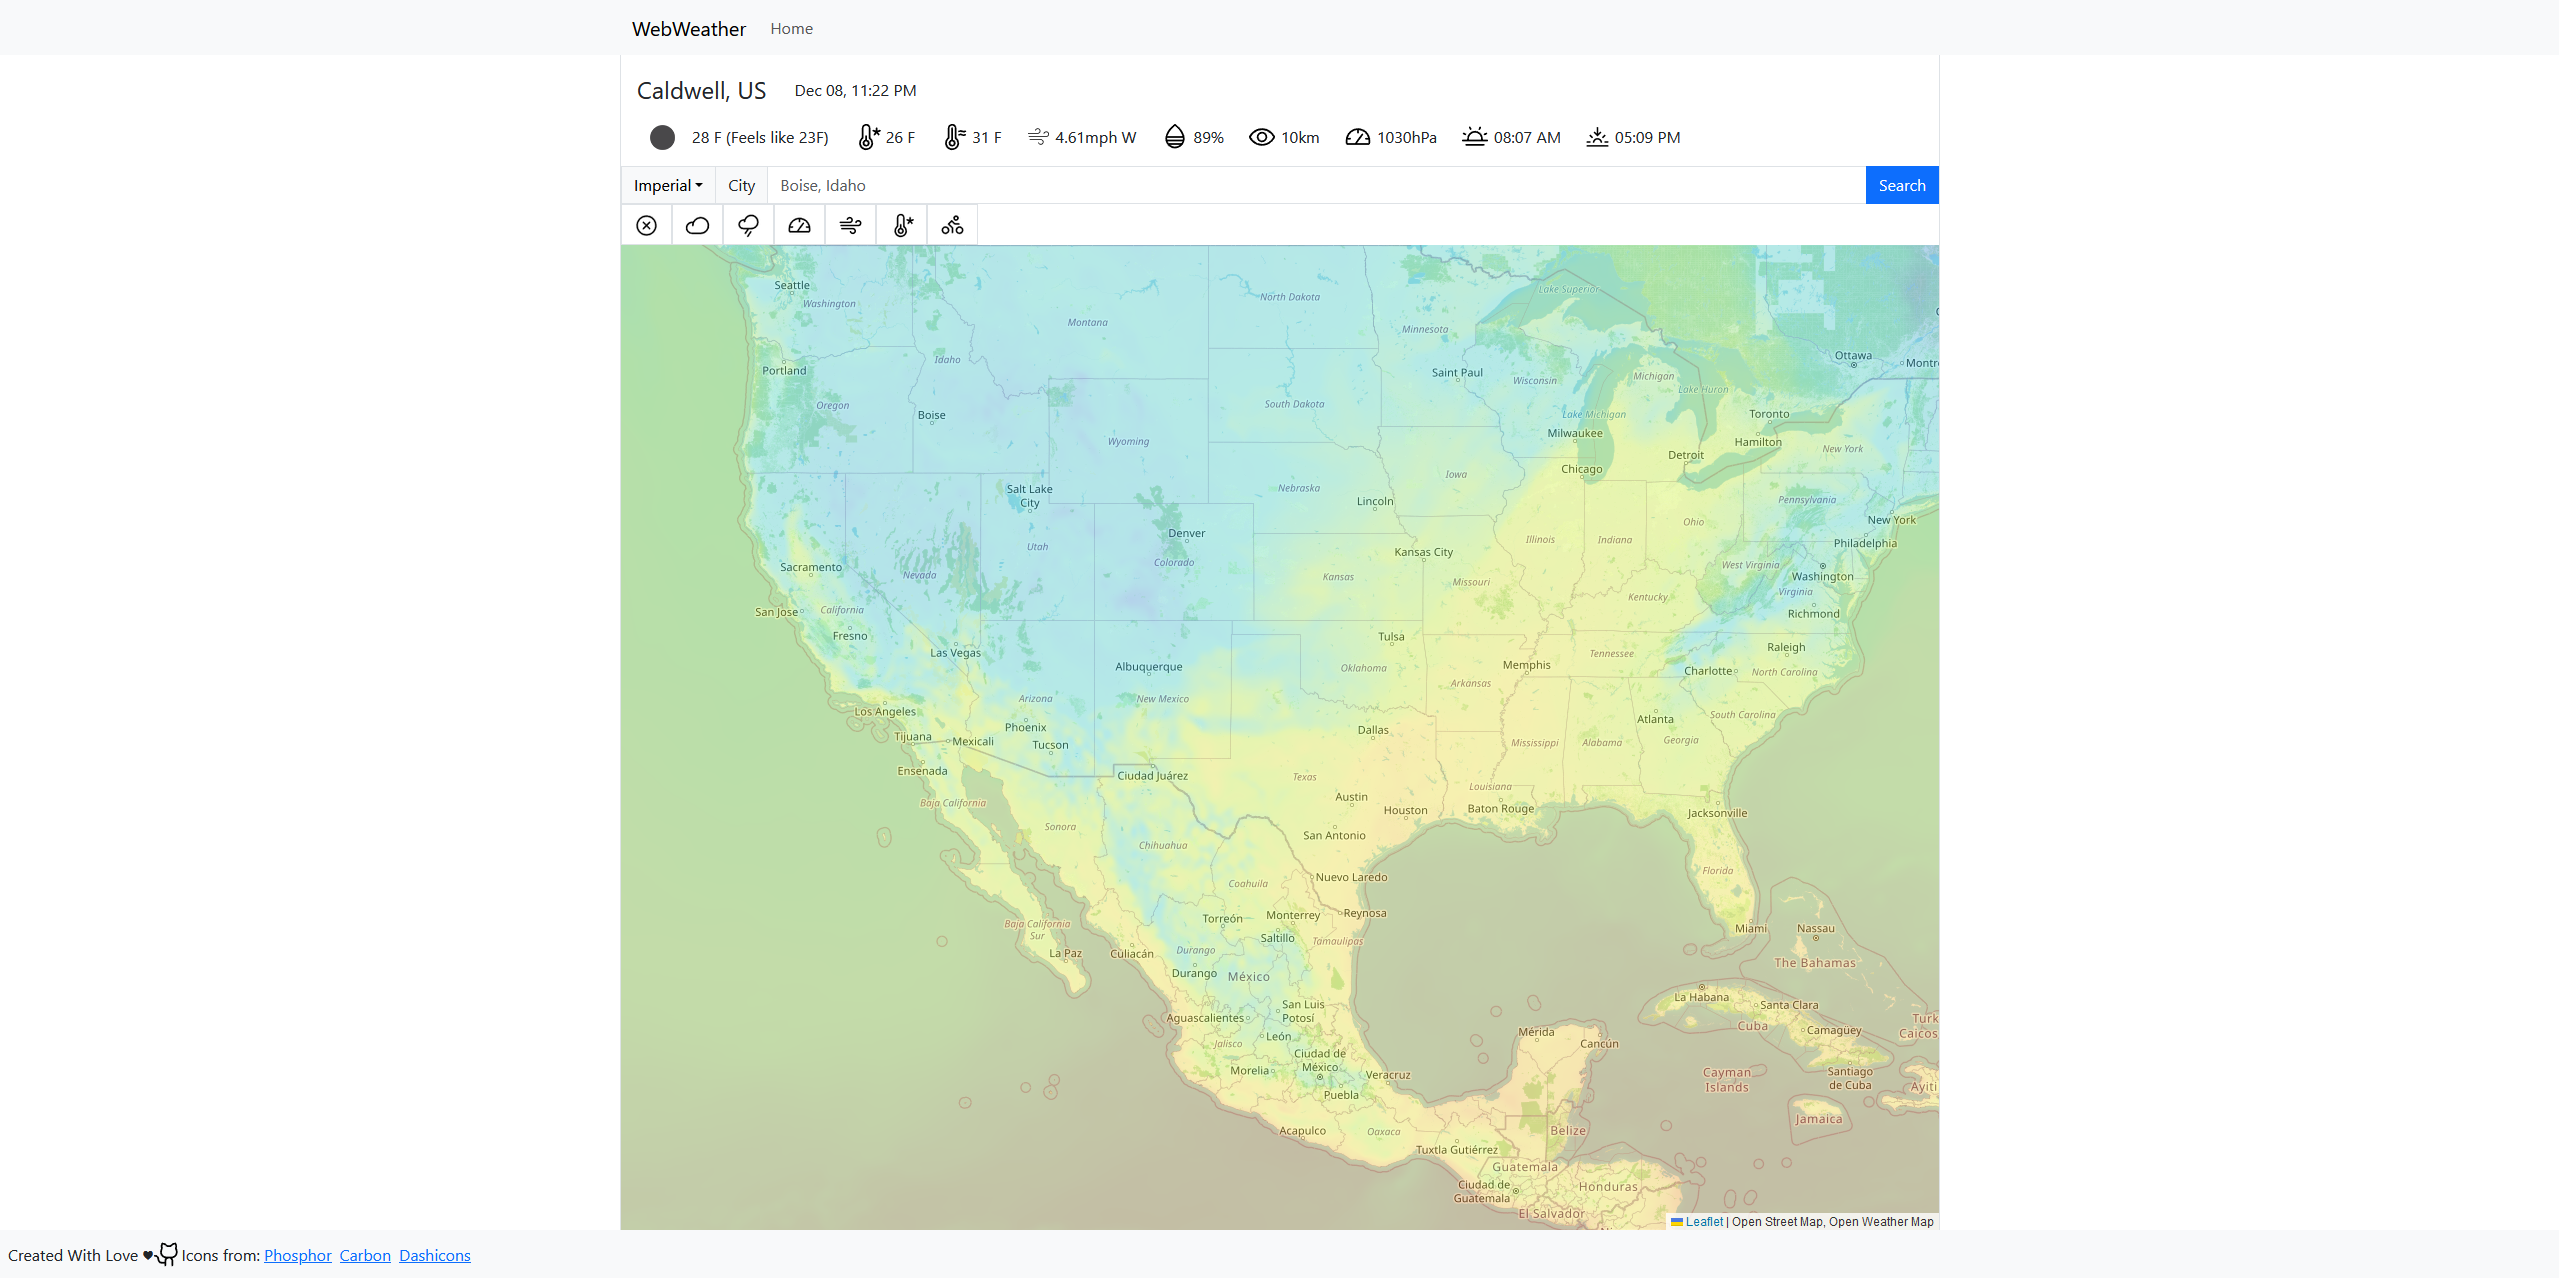 WebWeather Home
Caldwell, US Dec 08, 11:22 PM
28 F (Feels like 23F) 26 F 31 F 4.61mph W 89% 10km 1030hPa 08:07 AM 05:09 PM
Imperial City Boise, Idaho Search
Seattle
Washington
North Dakota
Lake Superior
Montana
Minnesota
Idaho
Ottawa
Portland
Saint Paul
Wisconsin
Michigan
Lake Huron
Oregon
Boise
South Dakota
Lake Michigan
Toronto
Milwaukee
Hamilton
Wyoming
New York
Detroit
Chicago
Iowa
Salt Lake
City
Nebraska
Lincoln
Pennsylvania
New York
Ohio
Denver
Utah
Colorado
Illinois
Indiana
Philadelphia
Kansas City
Sacramento
Nevada
Kansas
Missouri
West Virginia
Washington
Virginia
Kentucky
San Jose
California
Richmond
Fresno
Tulsa
Las Vegas
Raleigh
Tennessee
Albuquerque
Oklahoma
Memphis
Charlotte
North Carolina
Arkansas
Arizona
New Mexico
Los Angeles
South Carolina
Atlanta
Phoenix
Dallas
Tijuana
Mexicali
Tucson
Mississippi
Alabama
Georgia
Ensenada
Ciudad Juárez
Texas
Louisiana
Austin
Houston
Baton Rouge
Jacksonville
Baja California
Sonora
San Antonio
Chihuahua
Florida
Nuevo Laredo
Coahuila
Torreón
Monterrey
Reynosa
Baja California
Sur
Saltillo
Tamaulipas
Miami
Nassau
La Paz
Culiacán
Durango
The Bahamas
Durango
México
La Habana
San Luis
Potosí
Santa Clara
Aguascalientes
Cuba
Camagüey
Turk
Caicos
León
Mérida
Cancún
Jalisco
Ciudad de
México
Morelia
Veracruz
Cayman
Islands
Santiago
de Cuba
Ayiti
Puebla
Jamaica
Acapulco
Oaxaca
Belize
Tuxtla Gutiérrez
Guatemala
Ciudad de
Guatemala
Honduras
El Salvador
Leaflet | Open Street Map, Open Weather Map
Created With Love Icons from: Phosphor Carbon Dashicons